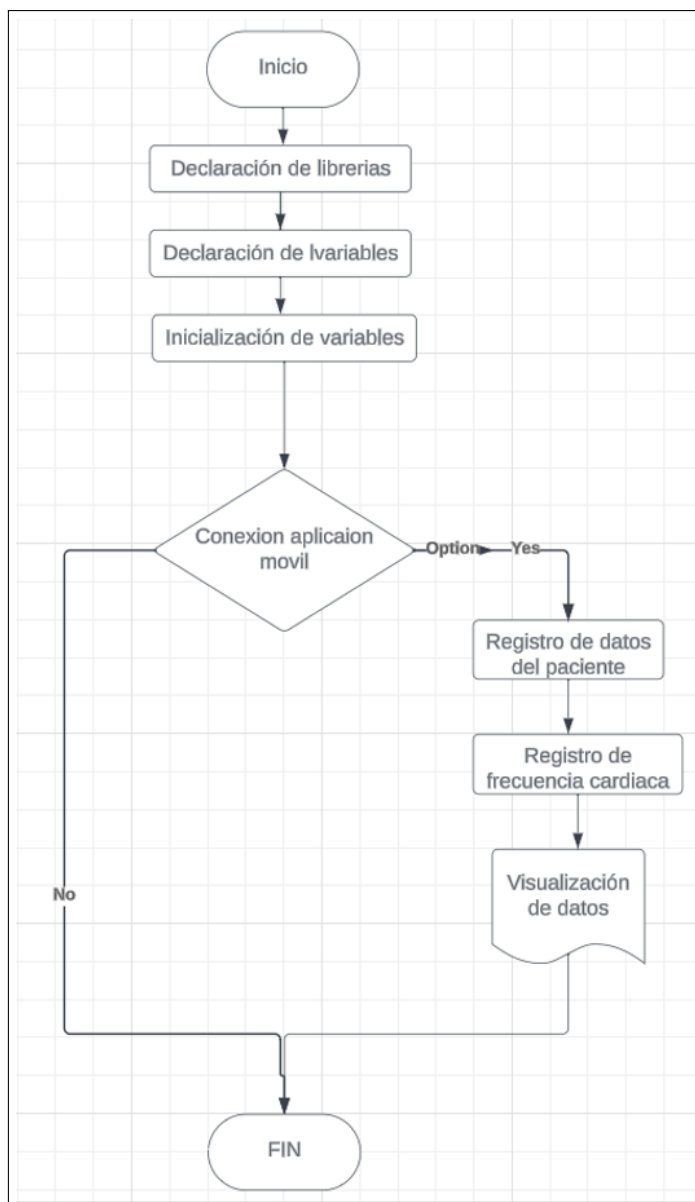 Inicio
Declaración de librerias
Declaración de lvariables
Inicialización de variables
Conexion aplicaion
movil
Option
Yes
Registro de datos
del paciente
Registro de
frecuencia cardiaca
Visualización
de datos
No
FIN